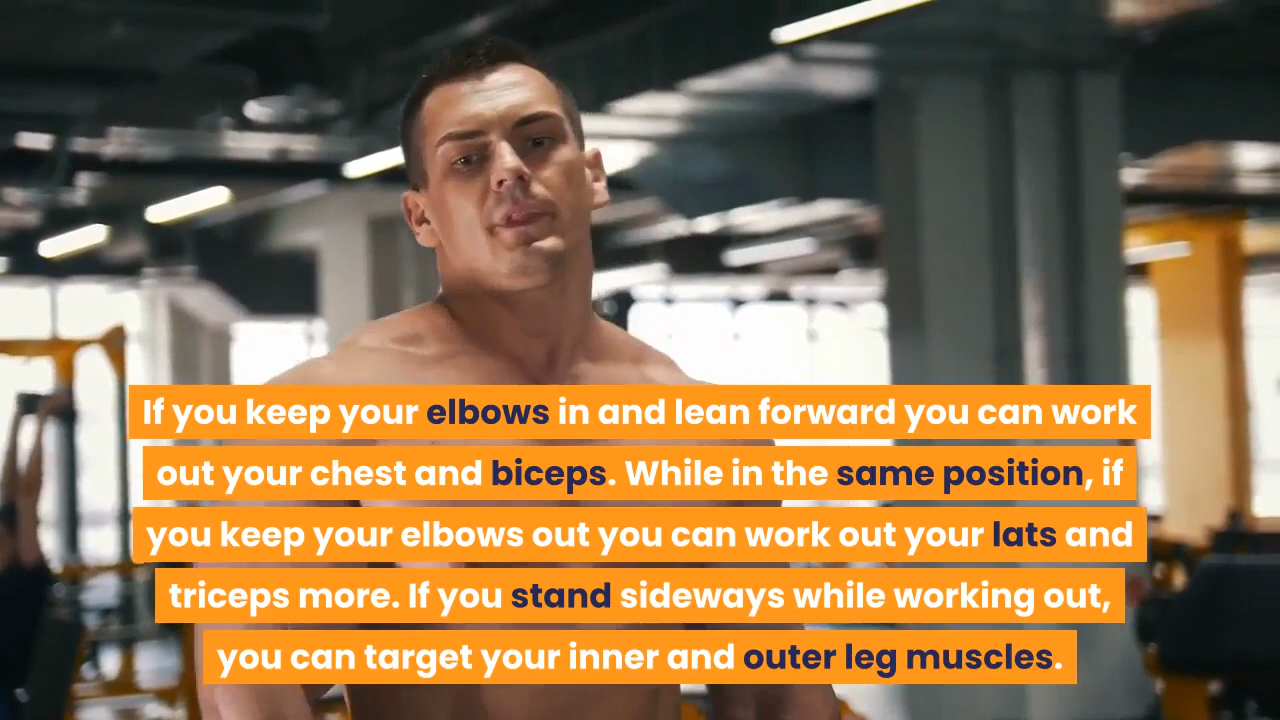 If you keep your elbows in and lean forward you can work
out your chest and biceps. While in the same position, if
you keep your elbows out you can work out your lats and
triceps more. If you stand sideways while working out,
you can target your inner and outer leg muscles.